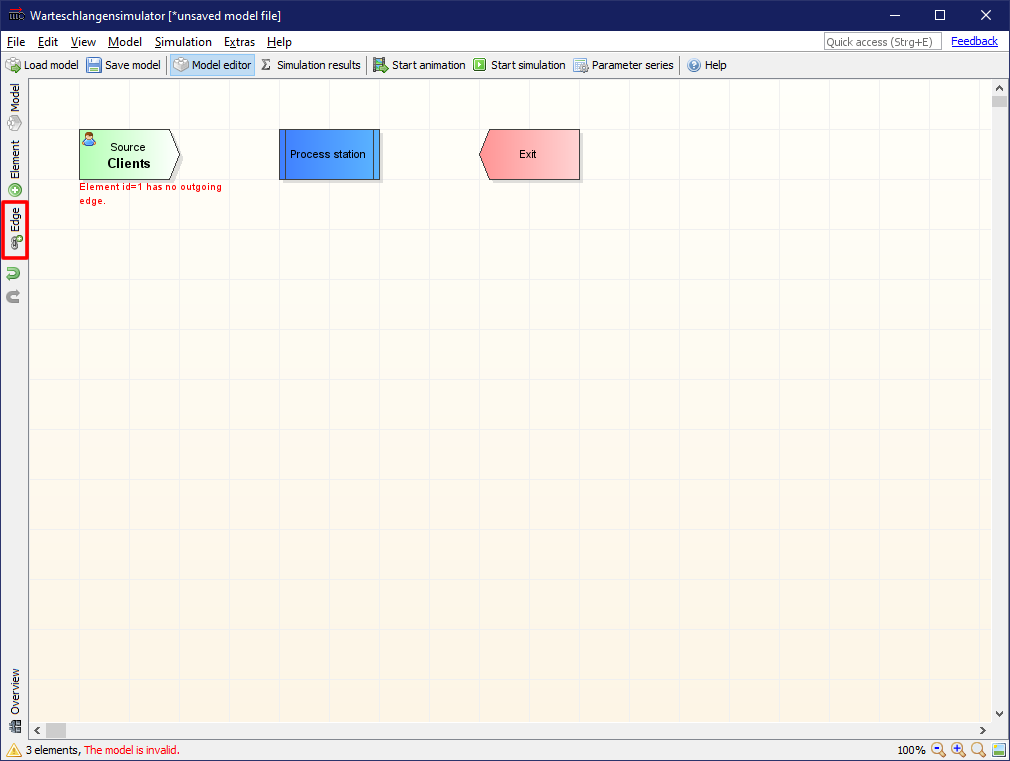 Warteschlangensimulator [*unsaved model file]
File Edit View Model Simulation Extras Help Quick access (Strg+E) Feedback
Load model Save model Model editor Σ Simulation results Start animation Start simulation Parameter series Help
Model
Element
Edge
Overview
Source
Clients
Element id=1 has no outgoing
edge.
Process station
Exit
3 elements, The model is invalid. 100%